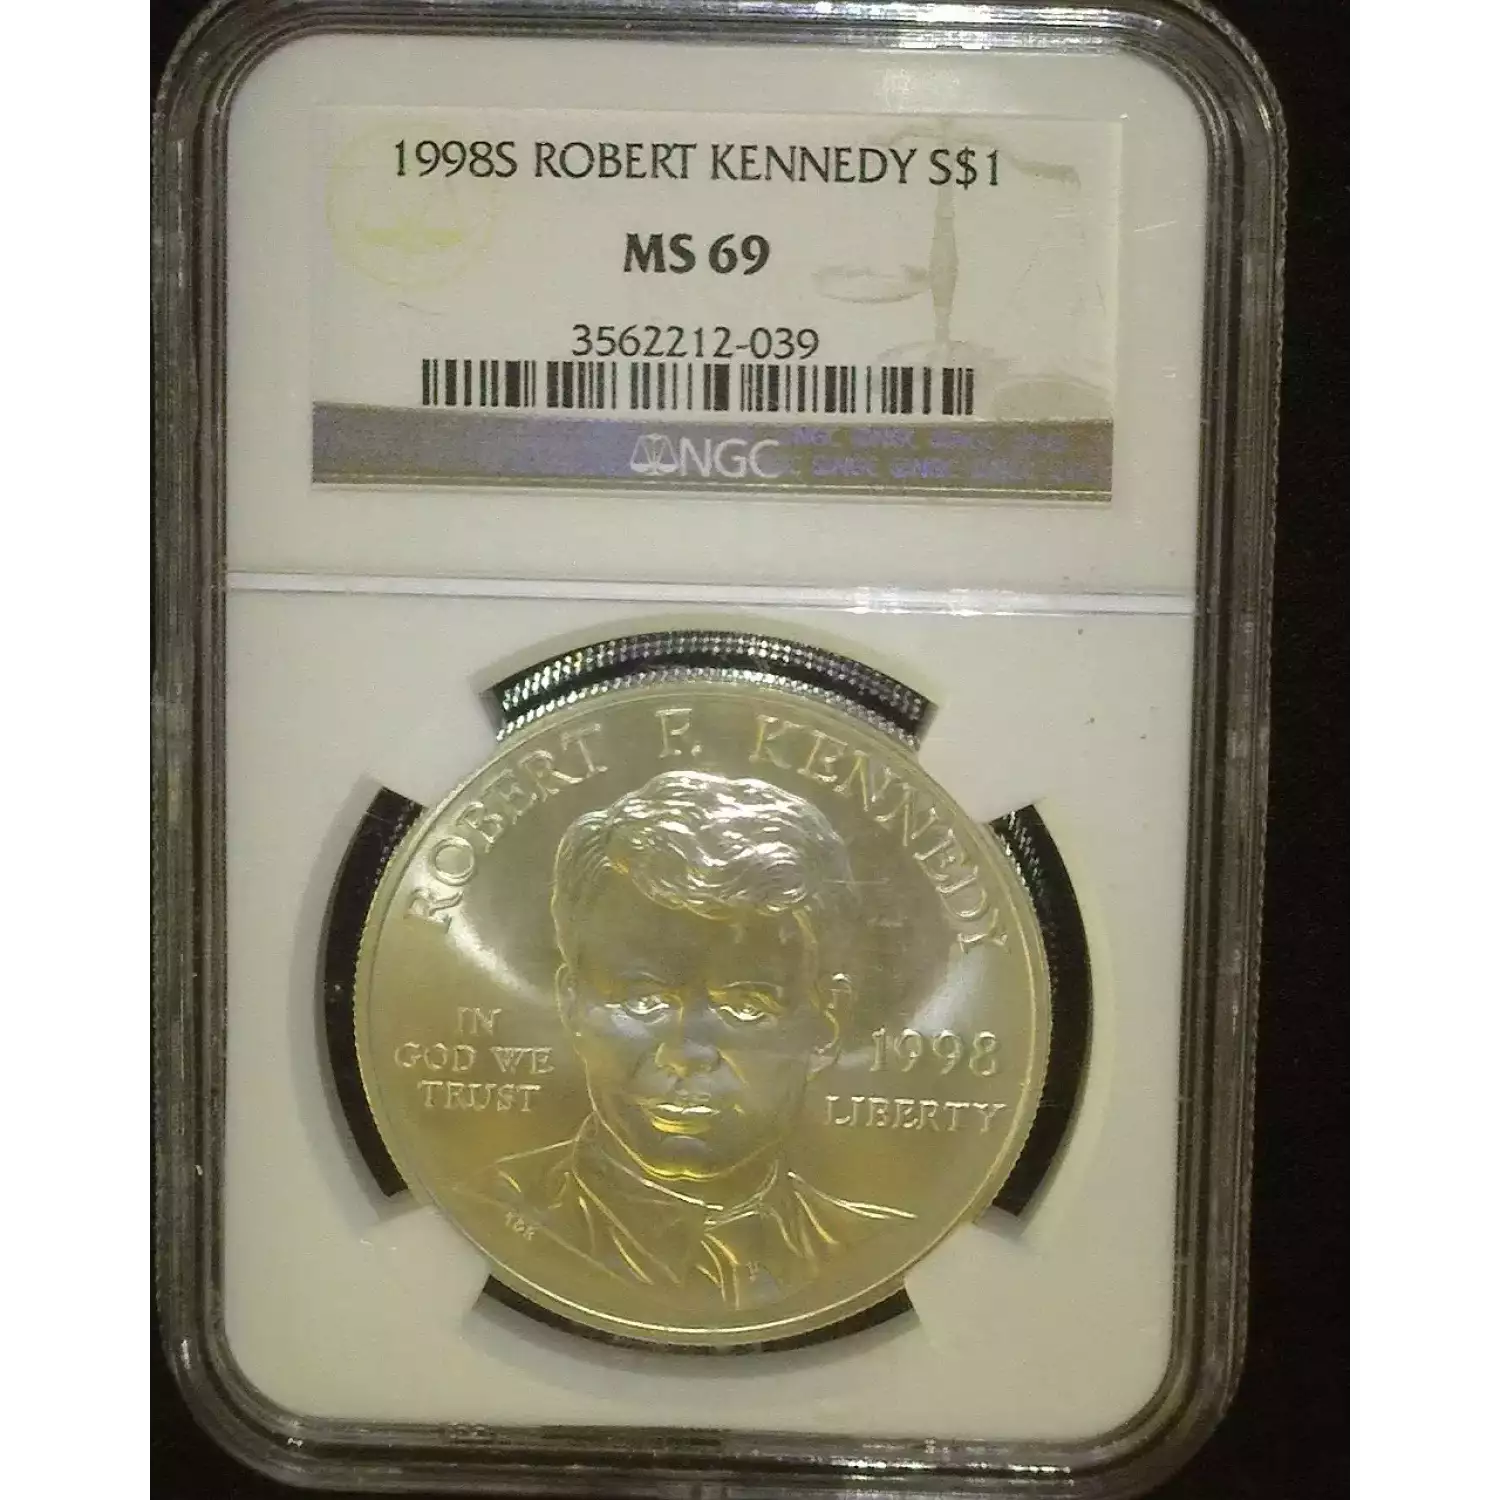 1998S ROBERT KENNEDY S$1
MS 69
3562212-039
NGC
ROBERT F. KENNEDY
IN
GOD WE
TRUST
1998
LIBERTY